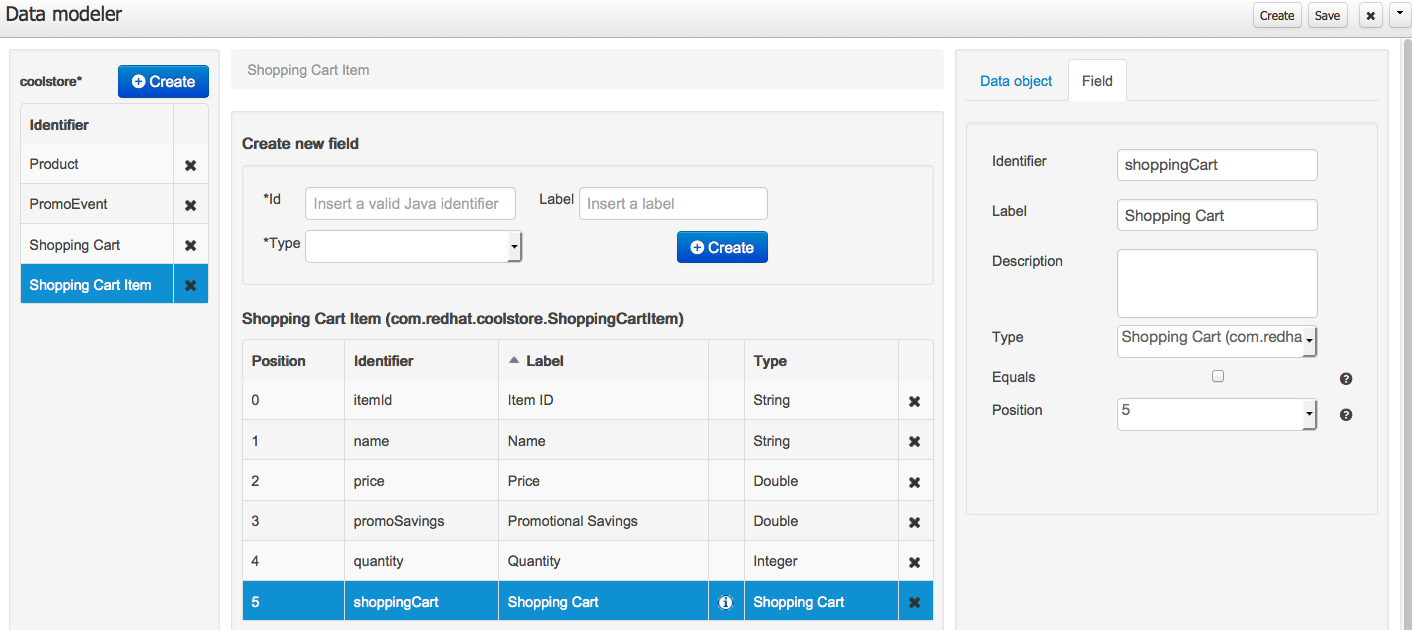 Data modeler
Create Save
coolstore*
Create
Identifier
Product
PromoEvent
Shopping Cart
Shopping Cart Item
Shopping Cart Item
Create new field
*Id Insert a valid Java identifier Label Insert a label
*Type
Create
Shopping Cart Item (com.redhat.coolstore.ShoppingCartItem)
Position Identifier Label Type
0 itemId Item ID String
1 name Name String
2 price Price Double
3 promoSavings Promotional Savings Double
4 quantity Quantity Integer
5 shoppingCart Shopping Cart Shopping Cart
Data object Field
Identifier shoppingCart
Label Shopping Cart
Description
Type Shopping Cart (com.redha
Equals
Position 5